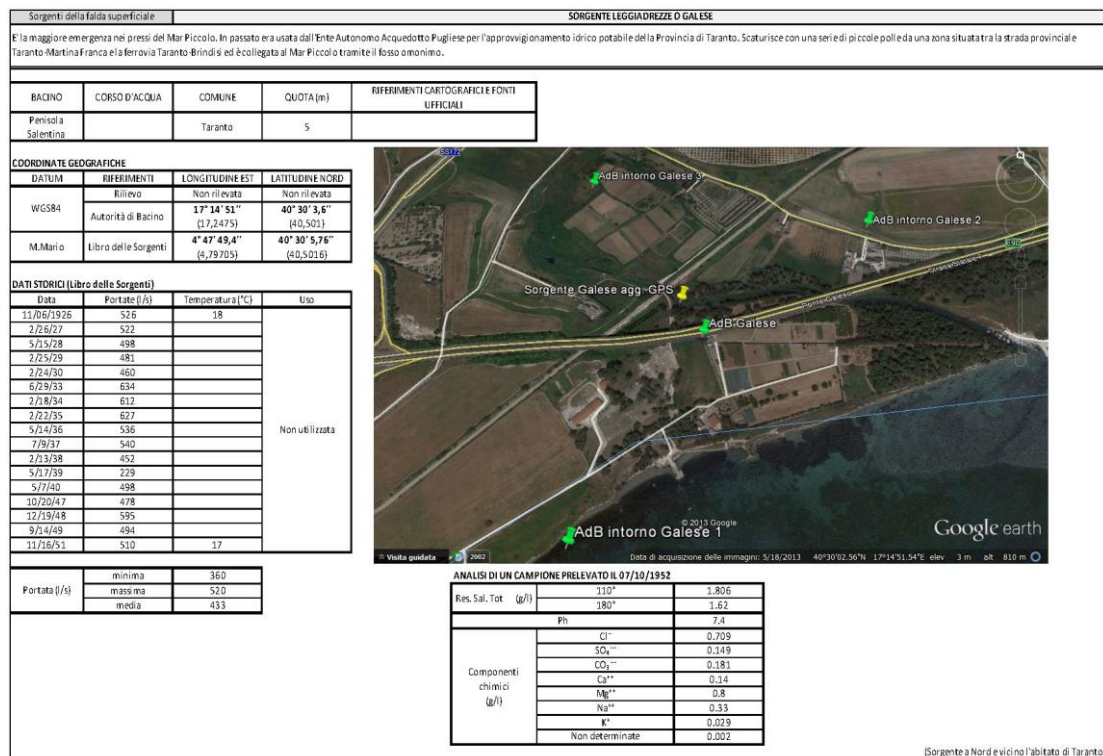 Sorgenti della falda superficiale SORGENTE LEGGIADREZZE O GALESE
E' la maggiore emergenza nei pressi del Mar Piccolo. In passato era usata dall'Ente Autonomo Acquedotto Pugliese per l'approvvigionamento idrico potabile della Provincia di Taranto. Scaturisce con una serie di piccole polle da una zona situata tra la strada provinciale
Taranto-Martina Franca e la ferrovia Taranto-Brindisi ed è collegata al Mar Piccolo tramite il fosso omonimo.
BACINO CORSO D'ACQUA COMUNE QUOTA (m) RIFERIMENTI CARTOGRAFICI E FONTI
UFFICIALI
Penisola
Salentina Taranto 5
COORDINATE GEOGRAFICHE
DATUM RIFERIMENTI LONGITUDINE EST LATITUDINE NORD
WGS84 Rilievo Non rilevata Non rilevata
Autorità di Bacino 17° 14' 51'' 40° 30' 3,6''
(17,2475) (40,501)
M.Mario Libro delle Sorgenti 4° 47' 49,4'' 40° 30' 5,76''
(4,79705) (40,5016)
DATI STORICI (Libro delle Sorgenti)
Data Portate (l/s) Temperatura (°C) Uso
11/06/1926 526 18
2/26/27 522
5/15/28 498
2/25/29 481
2/24/30 460
6/29/33 634
2/18/34 612
2/22/35 627
5/14/36 536 Non utilizzata
7/9/37 540
2/13/38 452
5/17/39 229
5/7/40 498
10/20/47 478
12/19/48 595
9/14/49 494
11/16/51 510 17
Portata (l/s) minima 360
massima 520
media 433
AdB intorno Galese 3
AdB intorno Galese 2
E90
Strada Statale 7
Sorgente Galese agg-GPS
Ponte Galeso
AdB Galese
AdB intorno Galese 1
© 2013 Google
Google earth
Visita guidata 2002 Data di acquisizione delle immagini: 5/18/2013 40°30'02.56"N 17°14'51.54"E elev 3 m alt 810 m
ANALISI DI UN CAMPIONE PRELEVATO IL 07/10/1952
Res. Sal. Tot (g/l) 110° 1.806
180° 1.62
Ph 7.4
Componenti
chimici
(g/l)
Cl⁻ 0.709
SO₄⁻⁻ 0.149
CO₃⁻⁻ 0.181
Ca⁺⁺ 0.14
Mg⁺⁺ 0.8
Na⁺⁺ 0.33
K⁺ 0.029
Non determinate 0.002
(Sorgente a Nord e vicino l'abitato di Taranto